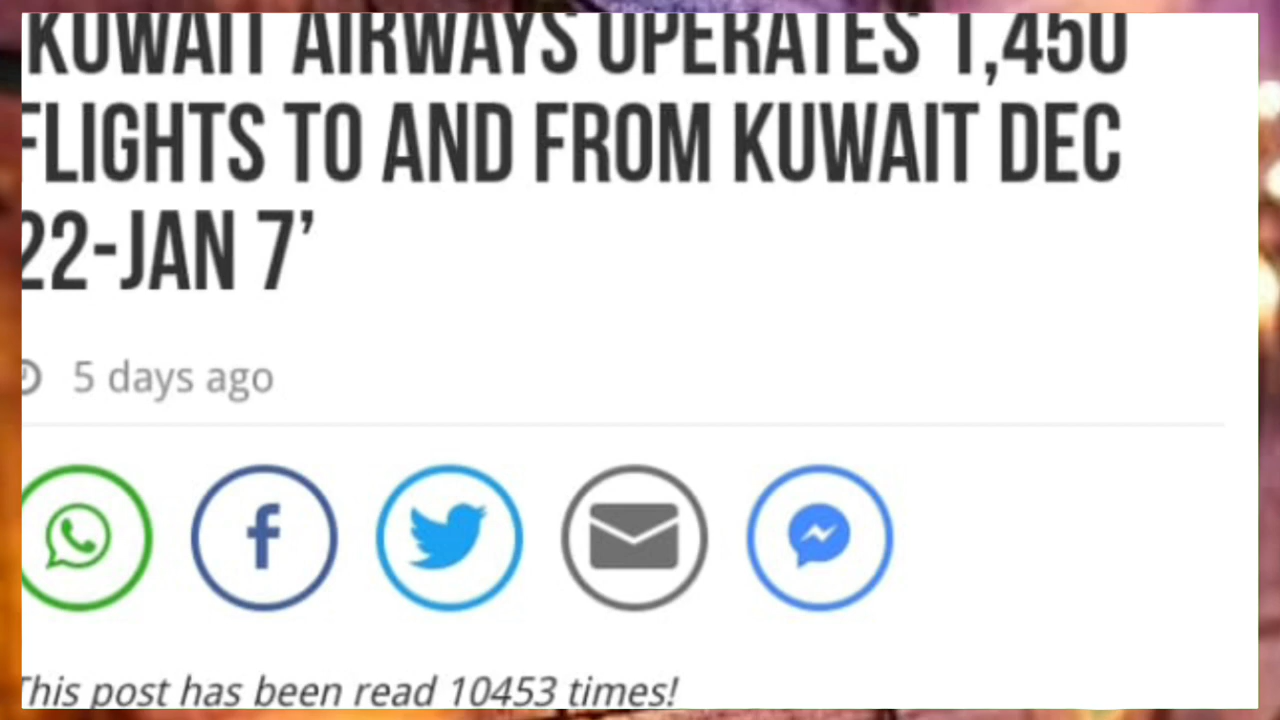 'KUWAIT AIRWAYS OPERATES 1,450
FLIGHTS TO AND FROM KUWAIT DEC
22-JAN 7’
5 days ago
This post has been read 10453 times!